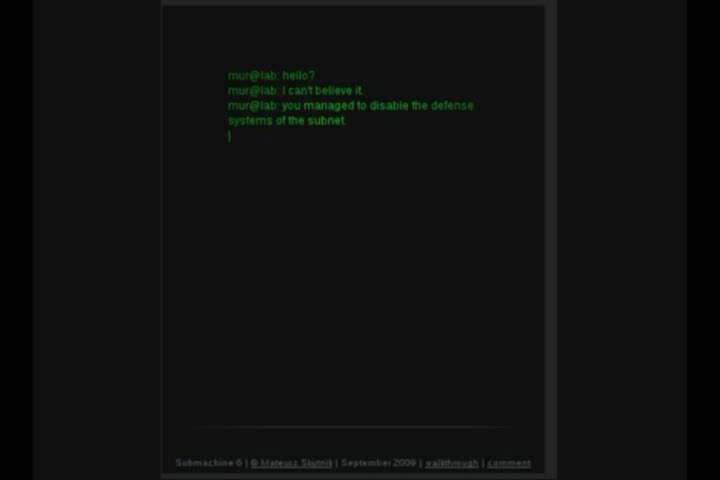 mur@lab: hello?
mur@lab: I can't believe it.
mur@lab: you managed to disable the defense
systems of the subnet.
Submachine 6 | © Mateusz Skutnik | September 2009 | walkthrough | comment